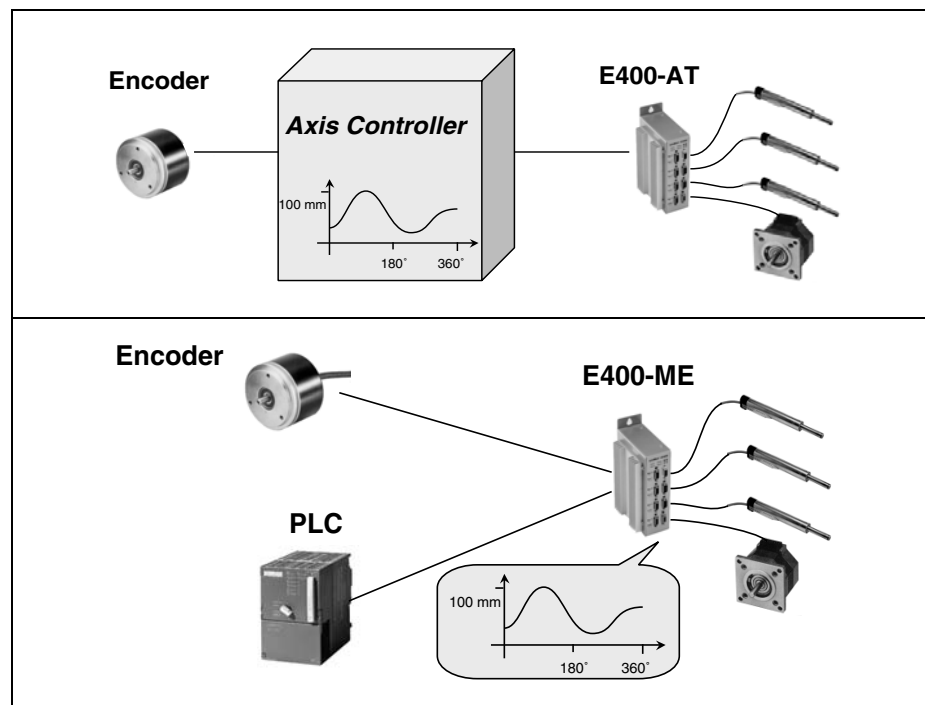 Encoder
E400-AT
Axis Controller
100 mm
180°
360°
Encoder
E400-ME
PLC
100 mm
180°
360°